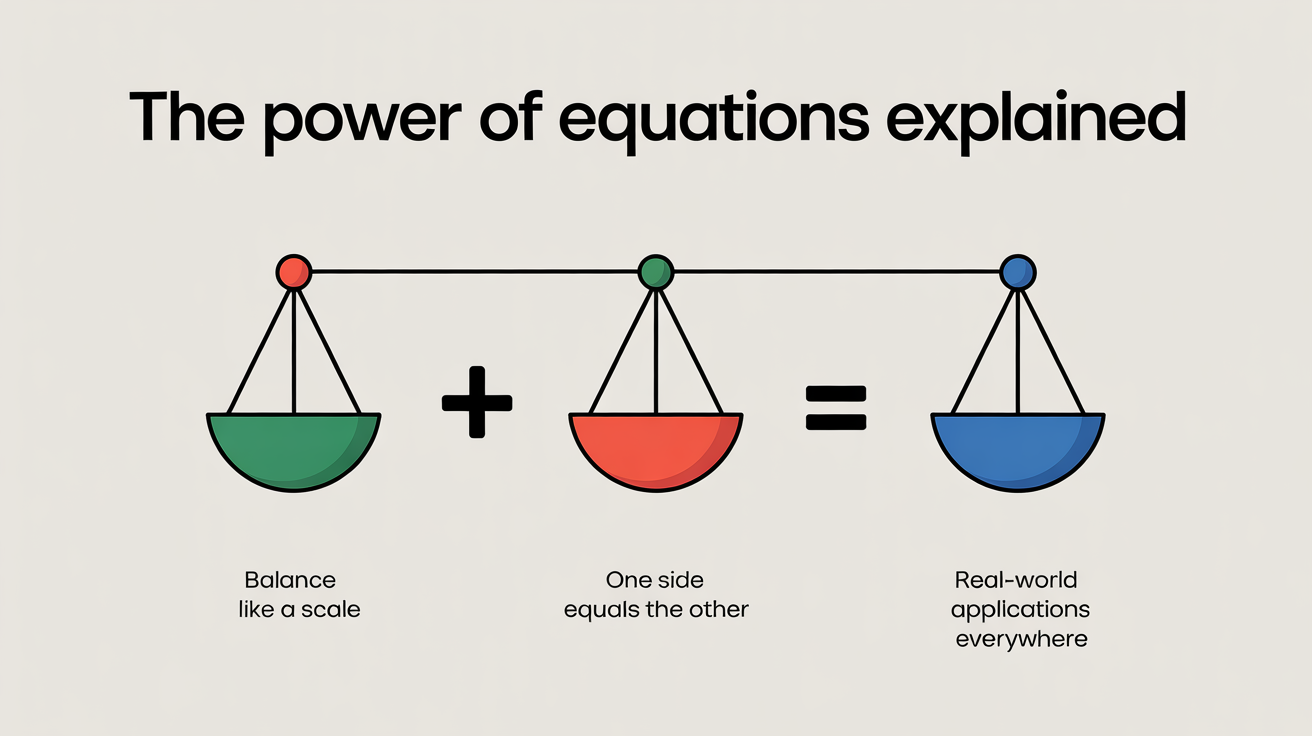 The power of equations explained
+
=
Balance
like a scale
One side
equals the other
Real-world
applications
everywhere